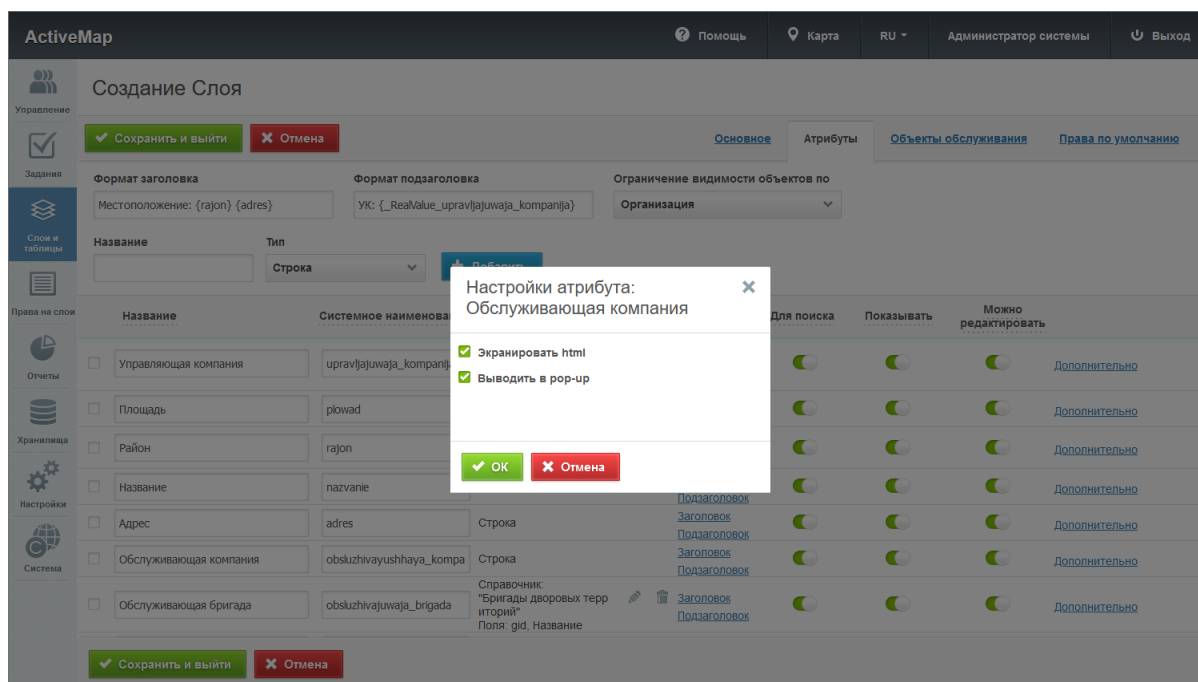 ActiveMap
Помощь
Карта
RU
Администратор системы
Выход
Управление
Задания
Слои и
таблицы
Права на слои
Отчеты
Хранилища
Настройки
Система
Создание Слоя
Сохранить и выйти
Отмена
Основное
Атрибуты
Объекты обслуживания
Права по умолчанию
Формат заголовка
Формат подзаголовка
Ограничение видимости объектов по
Местоположение: {rajon} {adres}
УК: {_RealValue_upravljajuwaja_kompanija}
Организация
Название
Тип
Строка
Добавить
Настройки атрибута:
Обслуживающая компания
Экранировать html
Выводить в pop-up
ОК
Отмена
Название
Системное наименова
Для поиска
Показывать
Можно
редактировать
Управляющая компания
upravljajuwaja_kompanij
Дополнительно
Площадь
plowad
Дополнительно
Район
rajon
Дополнительно
Название
nazvanie
Подзаголовок
Дополнительно
Адрес
adres
Строка
Заголовок
Подзаголовок
Дополнительно
Обслуживающая компания
obsluzhivayushhaya_kompa
Строка
Заголовок
Подзаголовок
Дополнительно
Обслуживающая бригада
obsluzhivajuwaja_brigada
Справочник:
"Бригады дворовых терр
иторий"
Поля: gid, Название
Заголовок
Подзаголовок
Дополнительно
Сохранить и выйти
Отмена